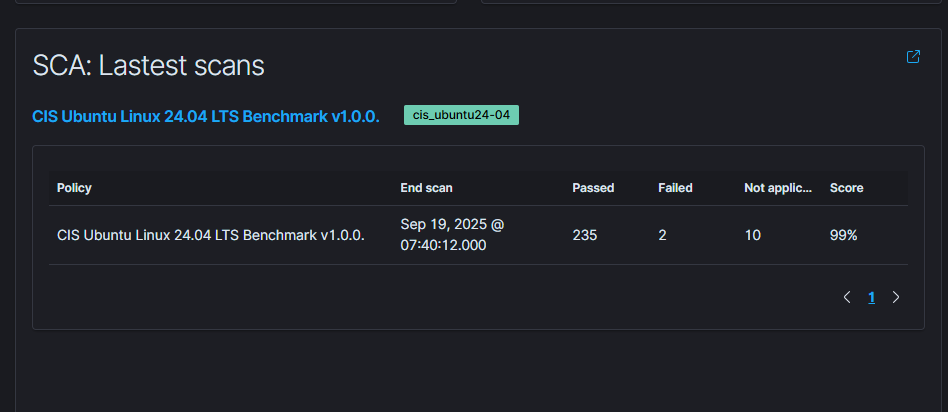 SCA: Lastest scans
CIS Ubuntu Linux 24.04 LTS Benchmark v1.0.0. cis_ubuntu24-04
Policy End scan Passed Failed Not applic... Score
CIS Ubuntu Linux 24.04 LTS Benchmark v1.0.0. Sep 19, 2025 @ 07:40:12.000 235 2 10 99%
1